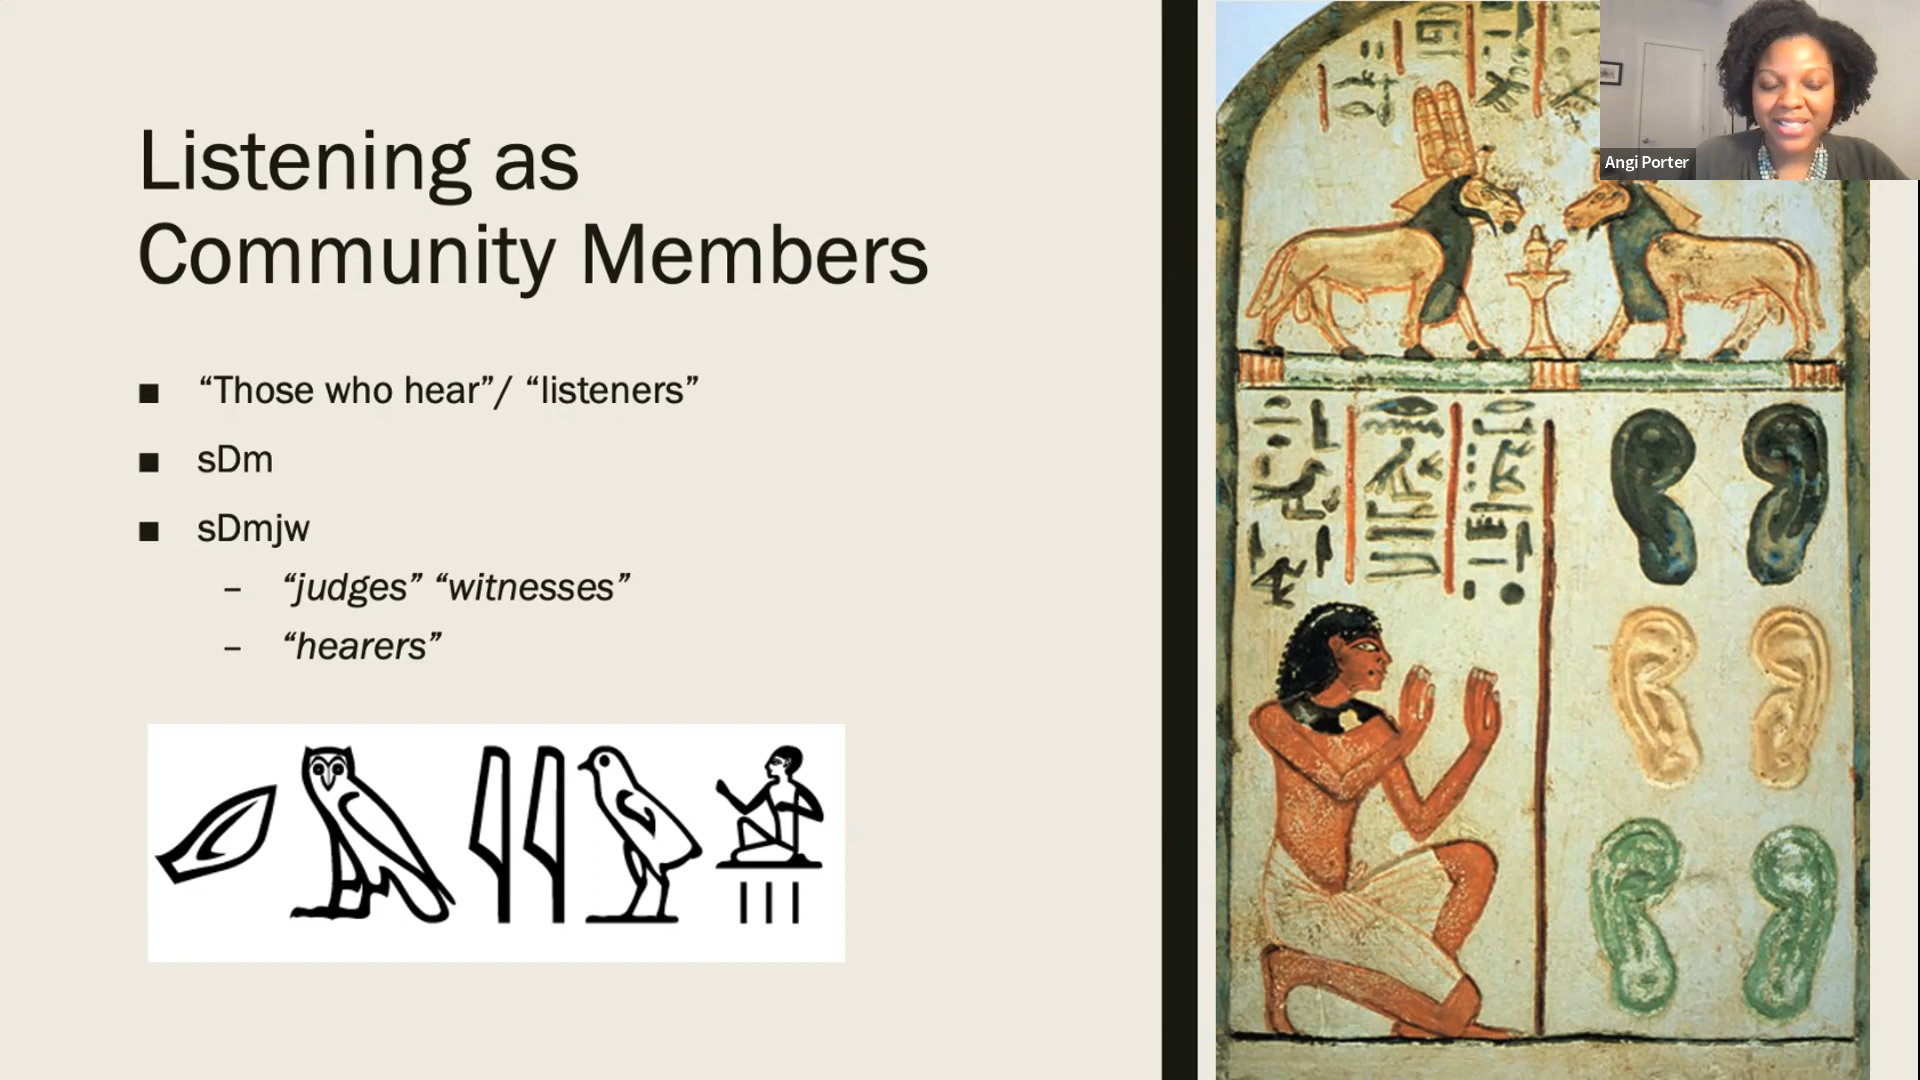 Listening as
Community Members
■ “Those who hear”/ “listeners”
■ sDm
■ sDmjw
– “judges” “witnesses”
– “hearers”
Angi Porter